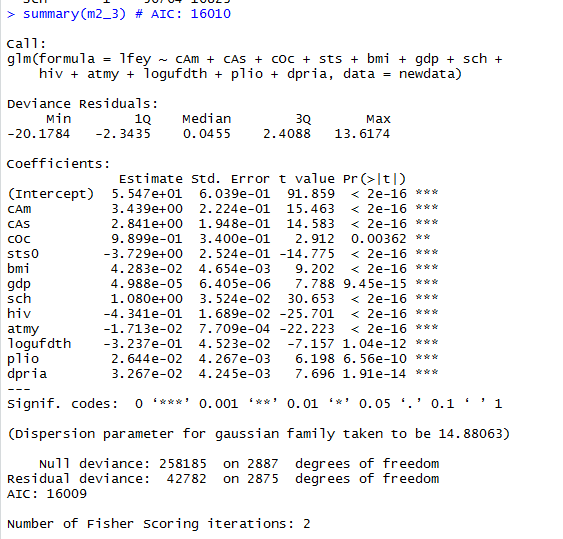 > summary(m2_3) # AIC: 16010
Call:
glm(formula = lfey ~ cAm + cAs + cOc + sts + bmi + gdp + sch +
    hiv + atmy + logufdth + plio + dpria, data = newdata)
Deviance Residuals:
     Min       1Q   Median       3Q      Max
-20.1784  -2.3435   0.0455   2.4088  13.6174
Coefficients:
              Estimate Std. Error t value Pr(>|t|)
(Intercept)  5.547e+01  6.039e-01  91.859  < 2e-16 ***
cAm          3.439e+00  2.224e-01  15.463  < 2e-16 ***
cAs          2.841e+00  1.948e-01  14.583  < 2e-16 ***
cOc          9.899e-01  3.400e-01   2.912  0.00362 **
sts0        -3.729e+00  2.524e-01 -14.775  < 2e-16 ***
bmi          4.283e-02  4.654e-03   9.202  < 2e-16 ***
gdp          4.988e-05  6.405e-06   7.788 9.45e-15 ***
sch          1.080e+00  3.524e-02  30.653  < 2e-16 ***
hiv         -4.341e-01  1.689e-02 -25.701  < 2e-16 ***
atmy        -1.713e-02  7.709e-04 -22.223  < 2e-16 ***
logufdth    -3.237e-01  4.523e-02  -7.157 1.04e-12 ***
plio         2.644e-02  4.267e-03   6.198 6.56e-10 ***
dpria        3.267e-02  4.245e-03   7.696 1.91e-14 ***
---
Signif. codes:  0 ‘***’ 0.001 ‘**’ 0.01 ‘*’ 0.05 ‘.’ 0.1 ‘ ’ 1
(Dispersion parameter for gaussian family taken to be 14.88063)
    Null deviance: 258185  on 2887  degrees of freedom
Residual deviance:  42782  on 2875  degrees of freedom
AIC: 16009
Number of Fisher Scoring iterations: 2